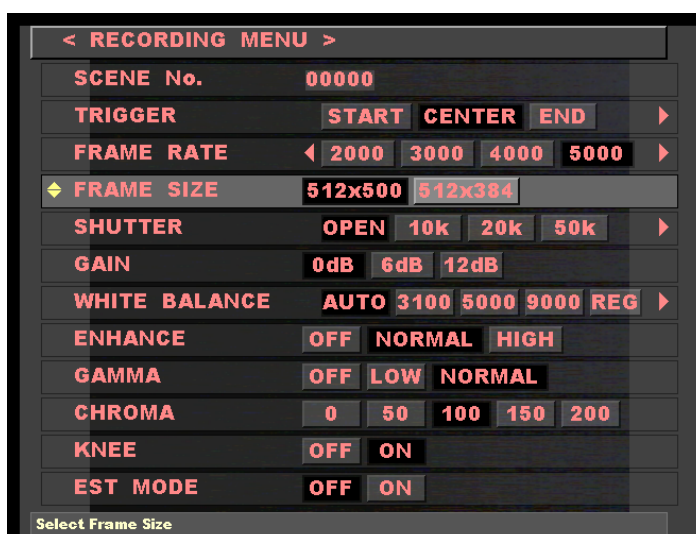 < RECORDING MENU >
SCENE No. 00000
TRIGGER START CENTER END
FRAME RATE 2000 3000 4000 5000
FRAME SIZE 512x500 512x384
SHUTTER OPEN 10k 20k 50k
GAIN 0dB 6dB 12dB
WHITE BALANCE AUTO 3100 5000 9000 REG
ENHANCE OFF NORMAL HIGH
GAMMA OFF LOW NORMAL
CHROMA 0 50 100 150 200
KNEE OFF ON
EST MODE OFF ON
Select Frame Size